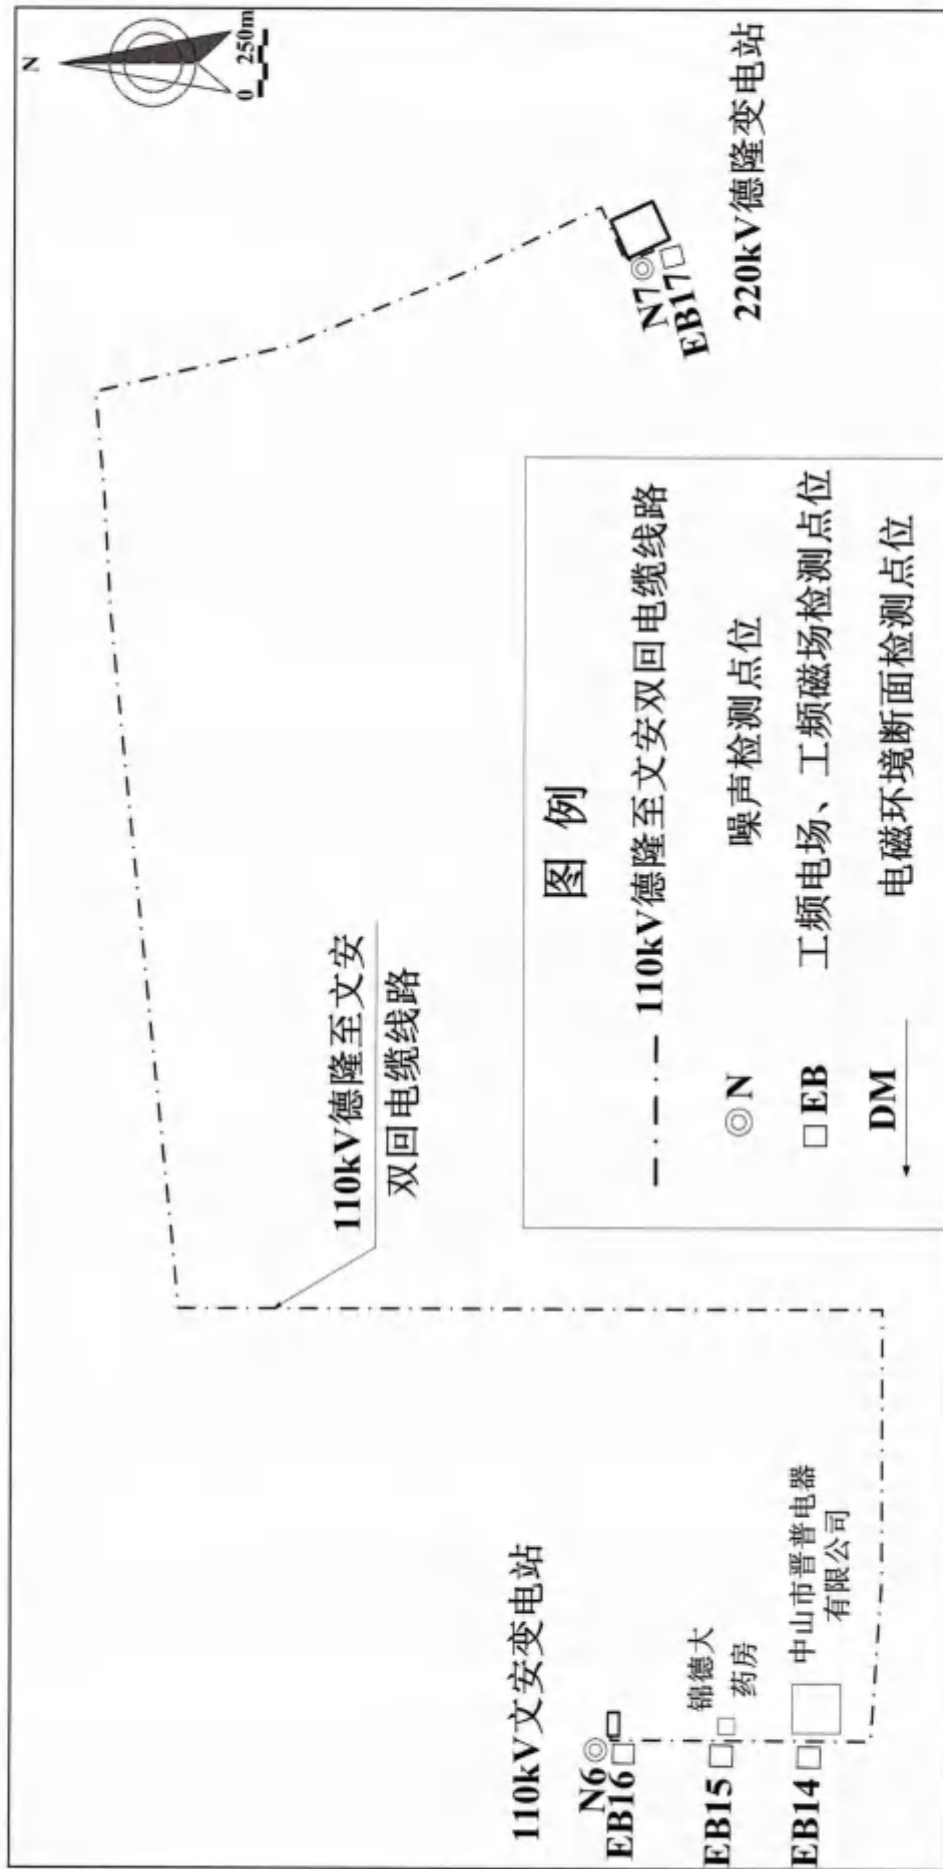 N
0 250m
220kV德隆变电站
N7
EB17
110kV德隆至文安
双回电缆线路
110kV文安变电站
N6
EB16
锦德大
药房
EB15
中山市晋普电器
有限公司
EB14
图 例
110kV德隆至文安双回电缆线路
N 噪声检测点位
EB 工频电场、工频磁场检测点位
DM 电磁环境断面检测点位